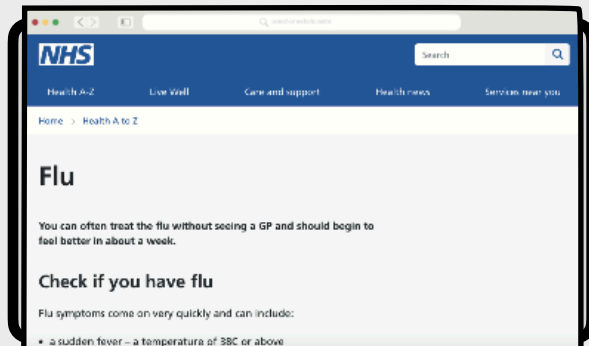 NHS
Search
Health A-Z Live Well Care and support Health news Services near you
Home > Health A to Z
Flu
You can often treat the flu without seeing a GP and should begin to
feel better in about a week.
Check if you have flu
Flu symptoms come on very quickly and can include:
• a sudden fever – a temperature of 38C or above